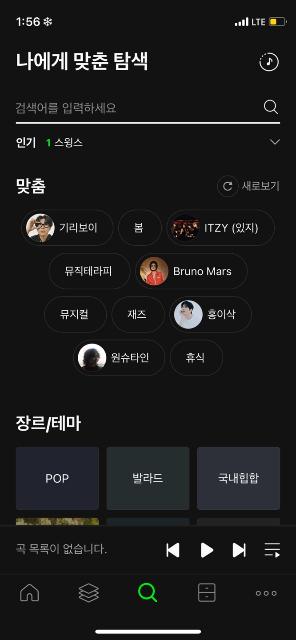 1:56 LTE
나에게 맞춘 탐색
검색어를 입력하세요
인기 1 스윙스
맞춤 새로보기
기리보이 봄 ITZY (있지)
뮤직테라피 Bruno Mars
뮤지컬 재즈 홍이삭
원슈타인 휴식
장르/테마
POP 발라드 국내힙합
곡 목록이 없습니다.